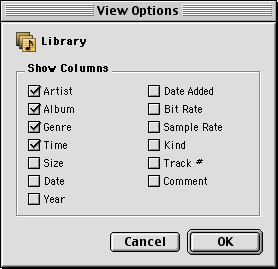 View Options
Library
Show Columns
Artist
Album
Genre
Time
Size
Date
Year
Date Added
Bit Rate
Sample Rate
Kind
Track #
Comment
Cancel
OK